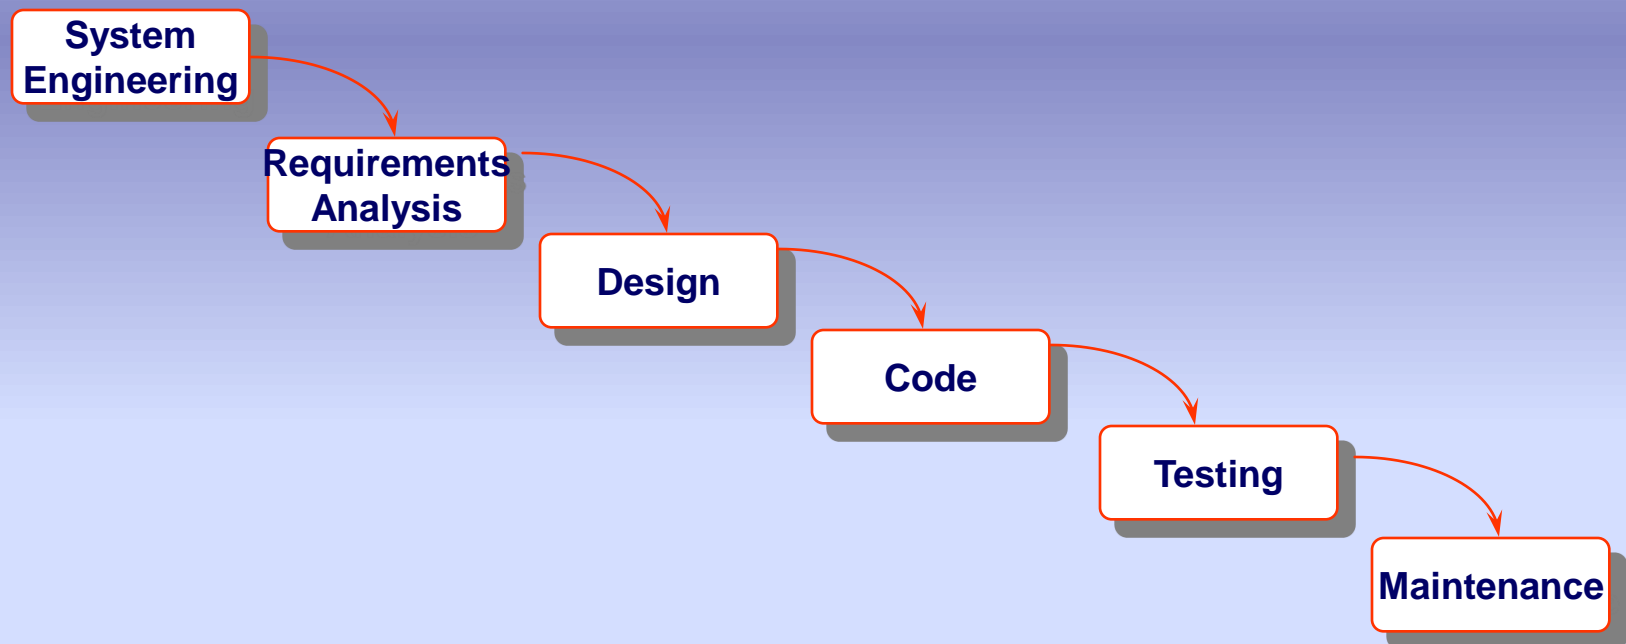 System
Engineering
Requirements
Analysis
Design
Code
Testing
Maintenance